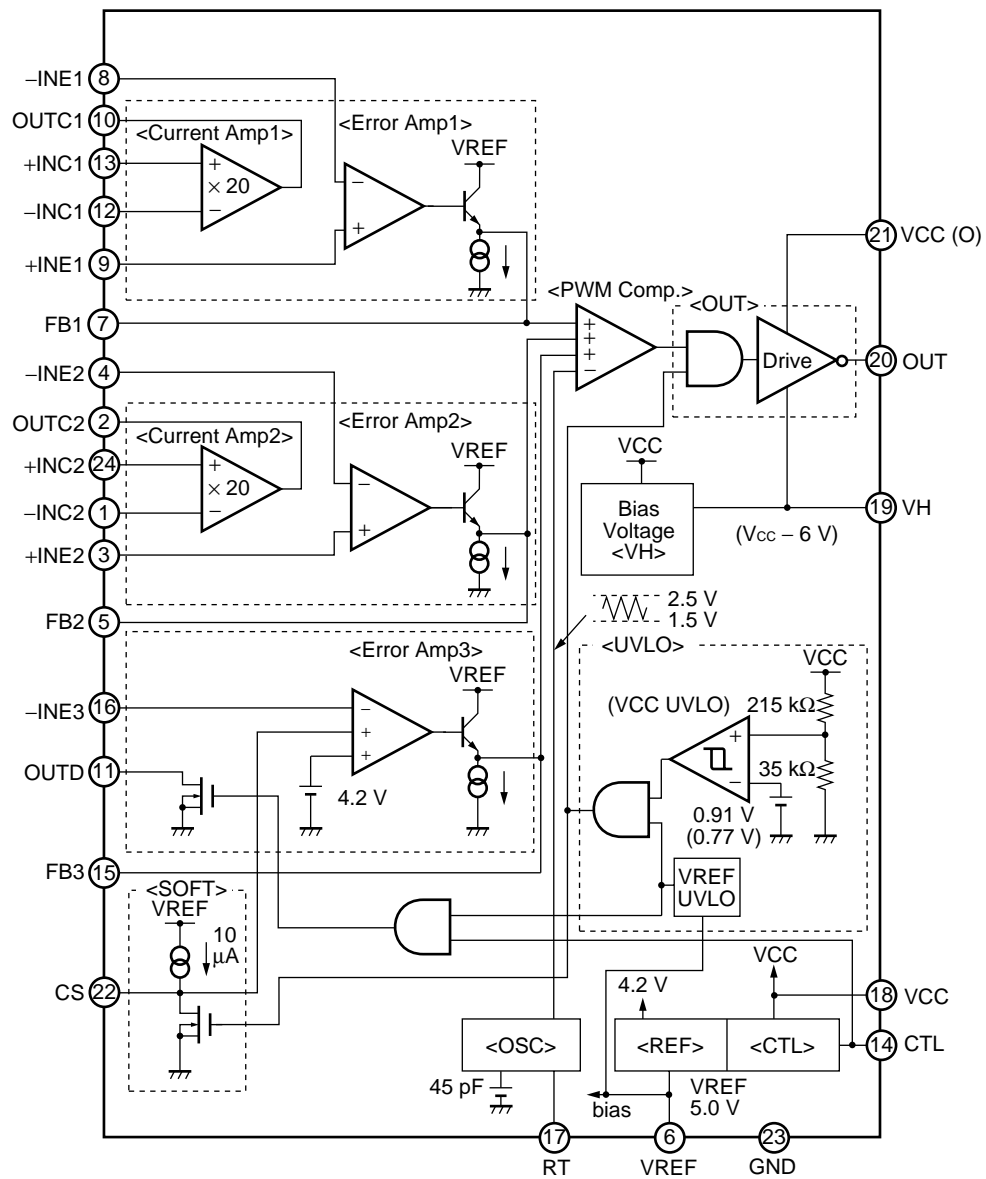 −INE1 8
OUTC1 10
<Current Amp1>
<Error Amp1>
VREF
+INC1 13
+
× 20
−
−INC1 12
−
+
+INE1 9
21 VCC (O)
<PWM Comp.>
<OUT>
FB1 7
+
+
+
−
Drive
20 OUT
−INE2 4
OUTC2 2
<Current Amp2>
<Error Amp2>
VREF
+INC2 24
+
× 20
−
−INC2 1
−
+
+INE2 3
VCC
Bias
Voltage
<VH>
19 VH
(VCC − 6 V)
FB2 5
2.5 V
1.5 V
<Error Amp3>
VREF
<UVLO>
VCC
−INE3 16
−
+
+
(VCC UVLO)
215 kΩ
+
−
35 kΩ
OUTD 11
4.2 V
0.91 V
(0.77 V)
FB3 15
VREF
UVLO
<SOFT>
VREF
10
μA
CS 22
4.2 V
VCC
18 VCC
<OSC>
<REF>
<CTL>
14 CTL
45 pF
bias
VREF
5.0 V
17
6
23
RT
VREF
GND